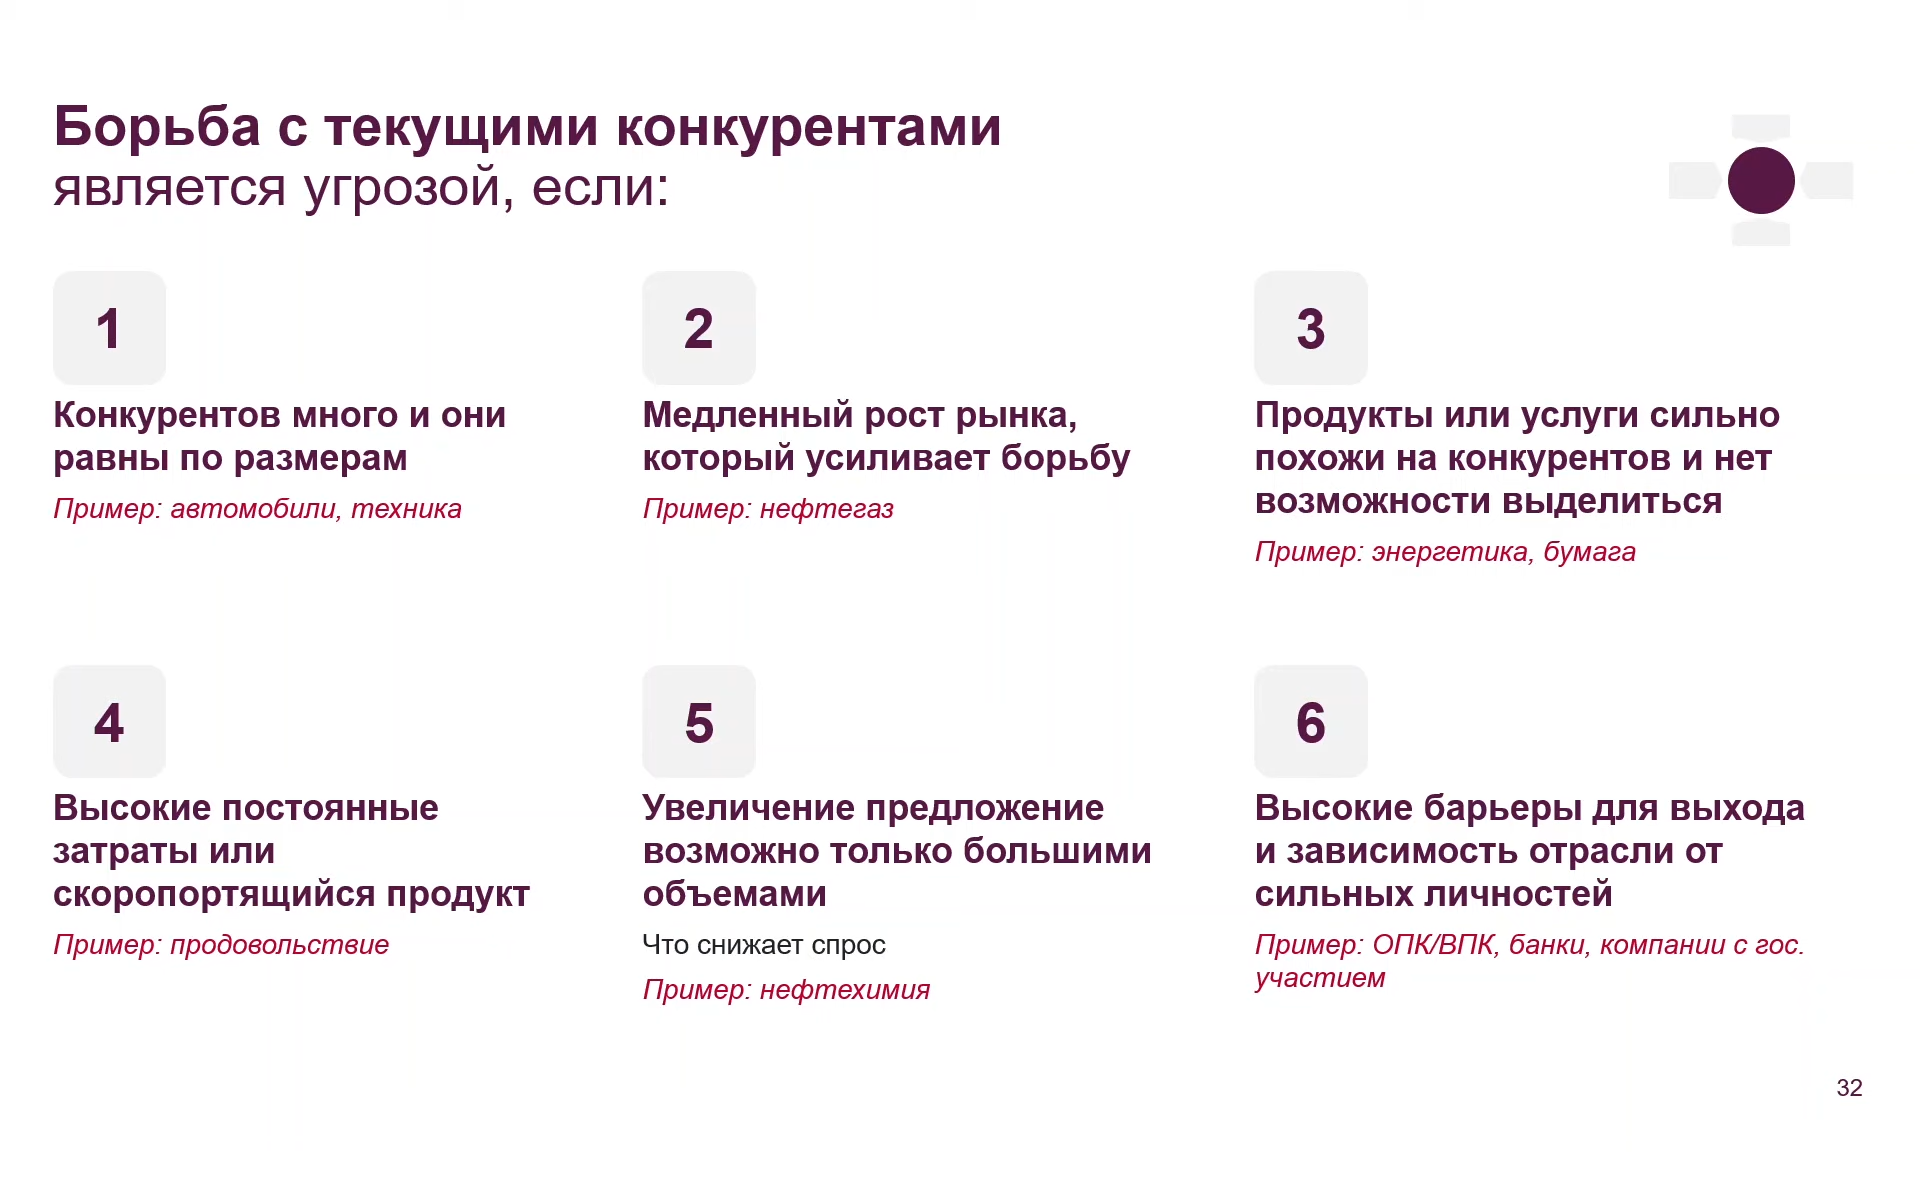 Борьба с текущими конкурентами
является угрозой, если:
1
Конкурентов много и они
равны по размерам
Пример: автомобили, техника
2
Медленный рост рынка,
который усиливает борьбу
Пример: нефтегаз
3
Продукты или услуги сильно
похожи на конкурентов и нет
возможности выделиться
Пример: энергетика, бумага
4
Высокие постоянные
затраты или
скоропортящийся продукт
Пример: продовольствие
5
Увеличение предложение
возможно только большими
объемами
Что снижает спрос
Пример: нефтехимия
6
Высокие барьеры для выхода
и зависимость отрасли от
сильных личностей
Пример: ОПК/ВПК, банки, компании с гос.
участием
32